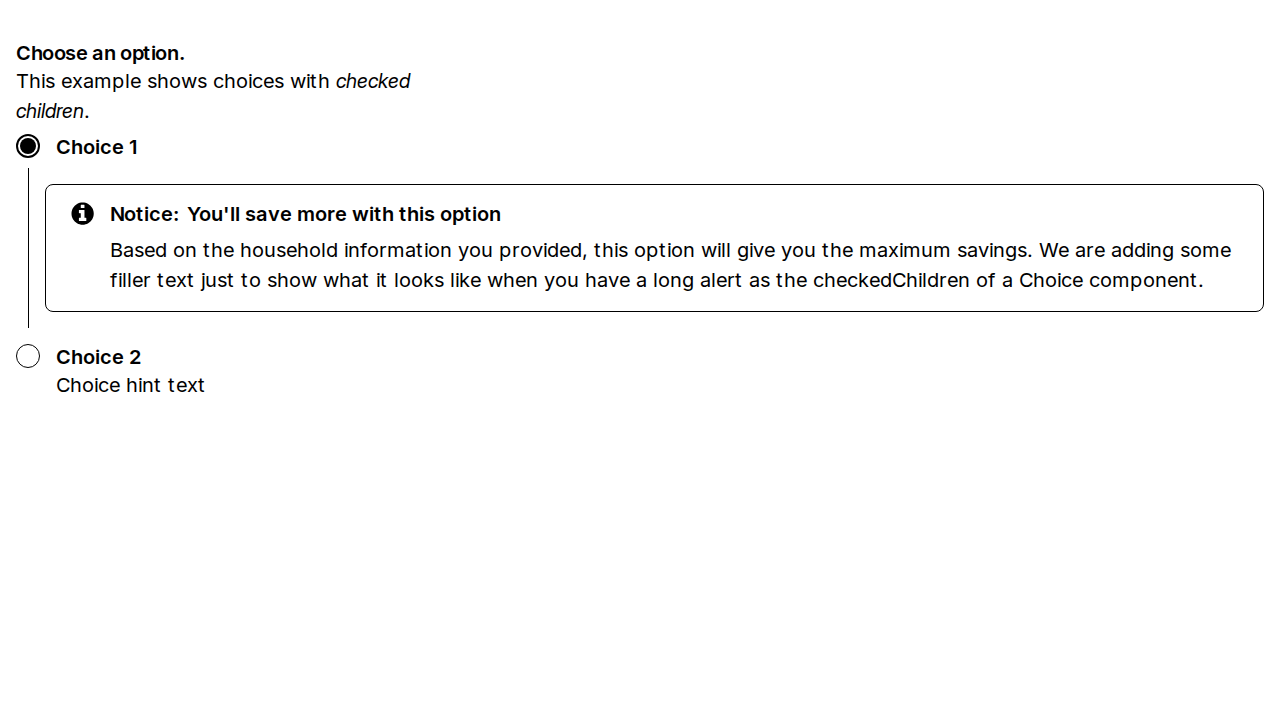 Choose an option.
This example shows choices with checked
children.
Choice 1
Notice: You'll save more with this option
Based on the household information you provided, this option will give you the maximum savings. We are adding some
filler text just to show what it looks like when you have a long alert as the checkedChildren of a Choice component.
Choice 2
Choice hint text